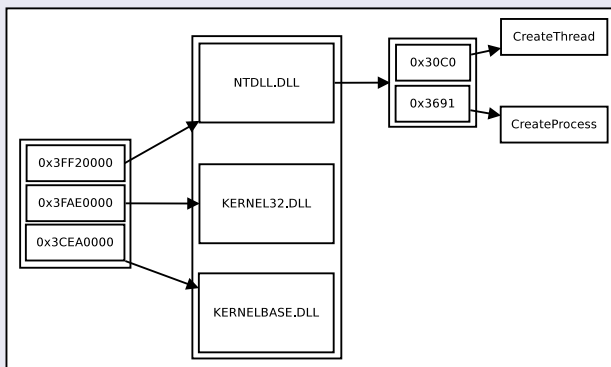 CreateThread
0x30C0
NTDLL.DLL
0x3691
CreateProcess
0x3FF20000
0x3FAE0000
KERNEL32.DLL
0x3CEA0000
KERNELBASE.DLL